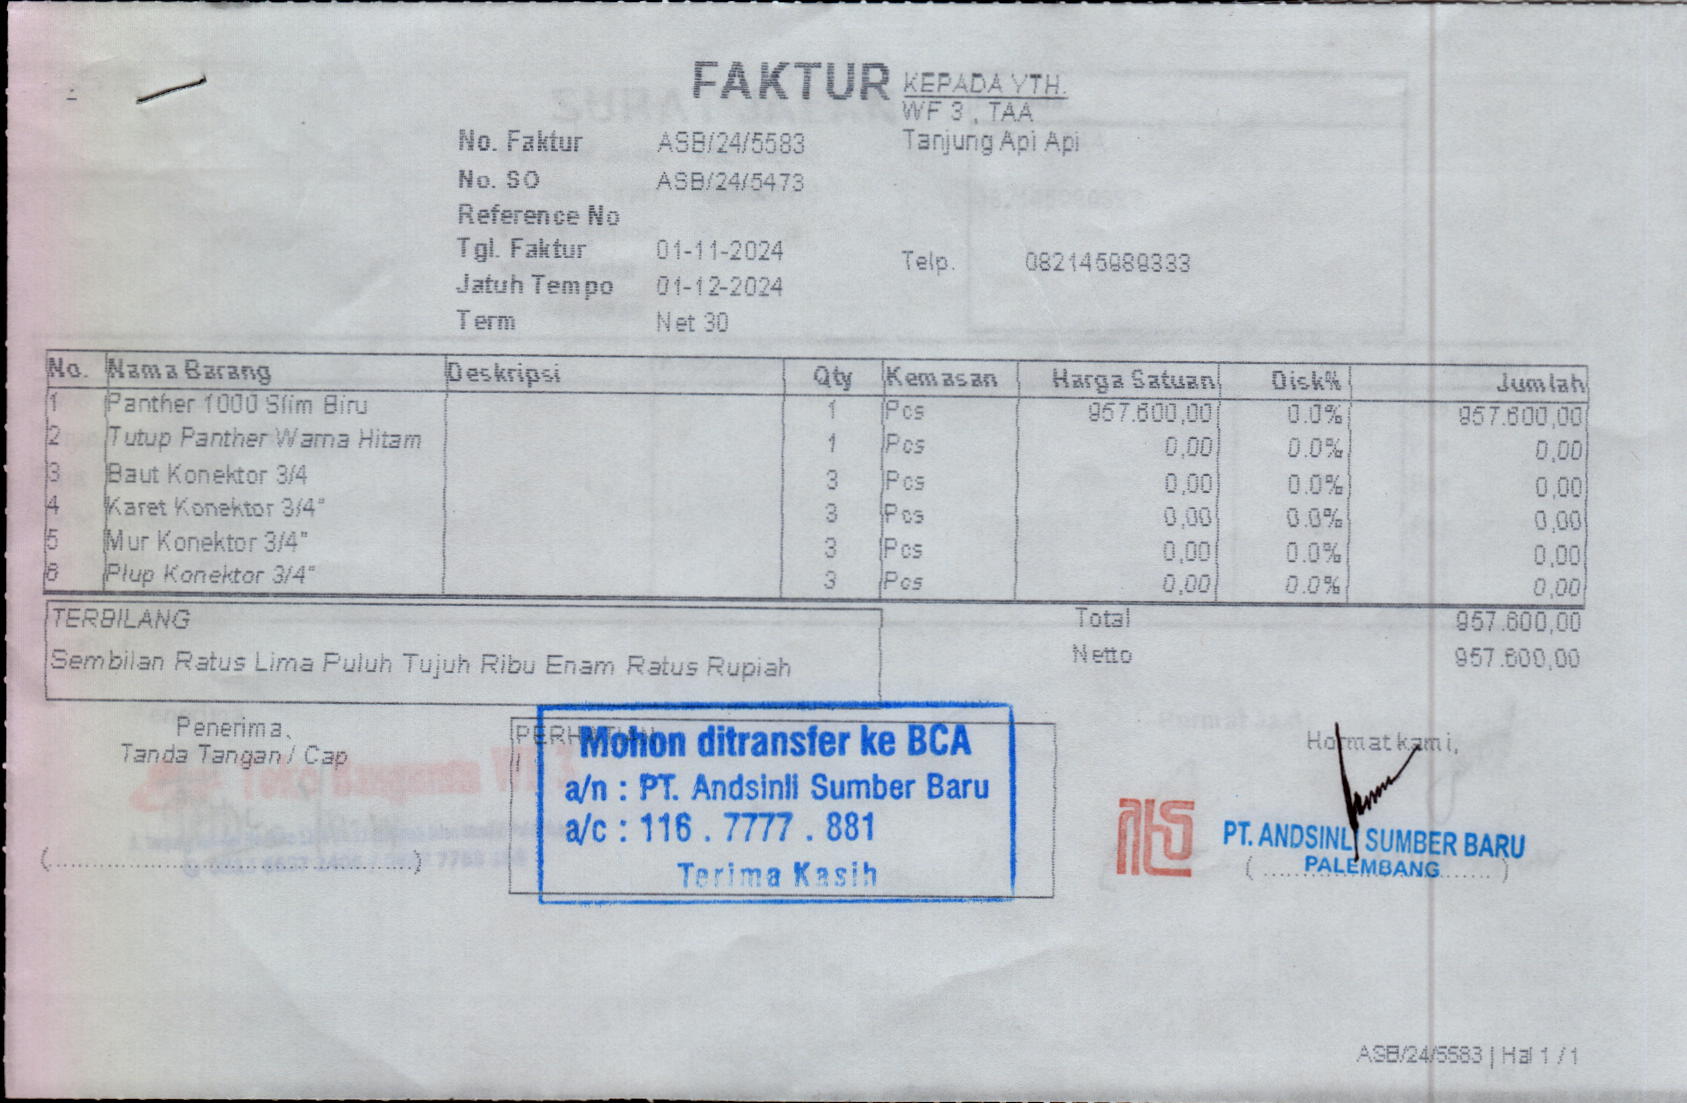 FAKTUR
KEPADA YTH.
WF 3 , TAA
Tanjung Api Api
No. Faktur ASB/24/5583
No. SO ASB/24/5473
Reference No
Tgl. Faktur 01-11-2024
Telp. 082145989333
Jatuh Tempo 01-12-2024
Term Net 30
No. Nama Barang Deskripsi Qty Kemasan Harga Satuan Disk% Jumlah
1 Panther 1000 Slim Biru 1 Pcs 957.600,00 0.0% 957.600,00
2 Tutup Panther Warna Hitam 1 Pcs 0,00 0.0% 0,00
3 Baut Konektor 3/4 3 Pcs 0,00 0.0% 0,00
4 Karet Konektor 3/4" 3 Pcs 0,00 0.0% 0,00
5 Mur Konektor 3/4" 3 Pcs 0,00 0.0% 0,00
6 Plup Konektor 3/4" 3 Pcs 0,00 0.0% 0,00
TERBILANG
Sembilan Ratus Lima Puluh Tujuh Ribu Enam Ratus Rupiah
Total 957.600,00
Netto 957.600,00
Penerima,
Tanda Tangan / Cap
Mohon ditransfer ke BCA
a/n : PT. Andsinli Sumber Baru
a/c : 116 . 7777 . 881
Terima Kasih
Hormat kami,
PT. ANDSINLI SUMBER BARU
PALEMBANG
ASB/24/5583 | Hal 1 / 1